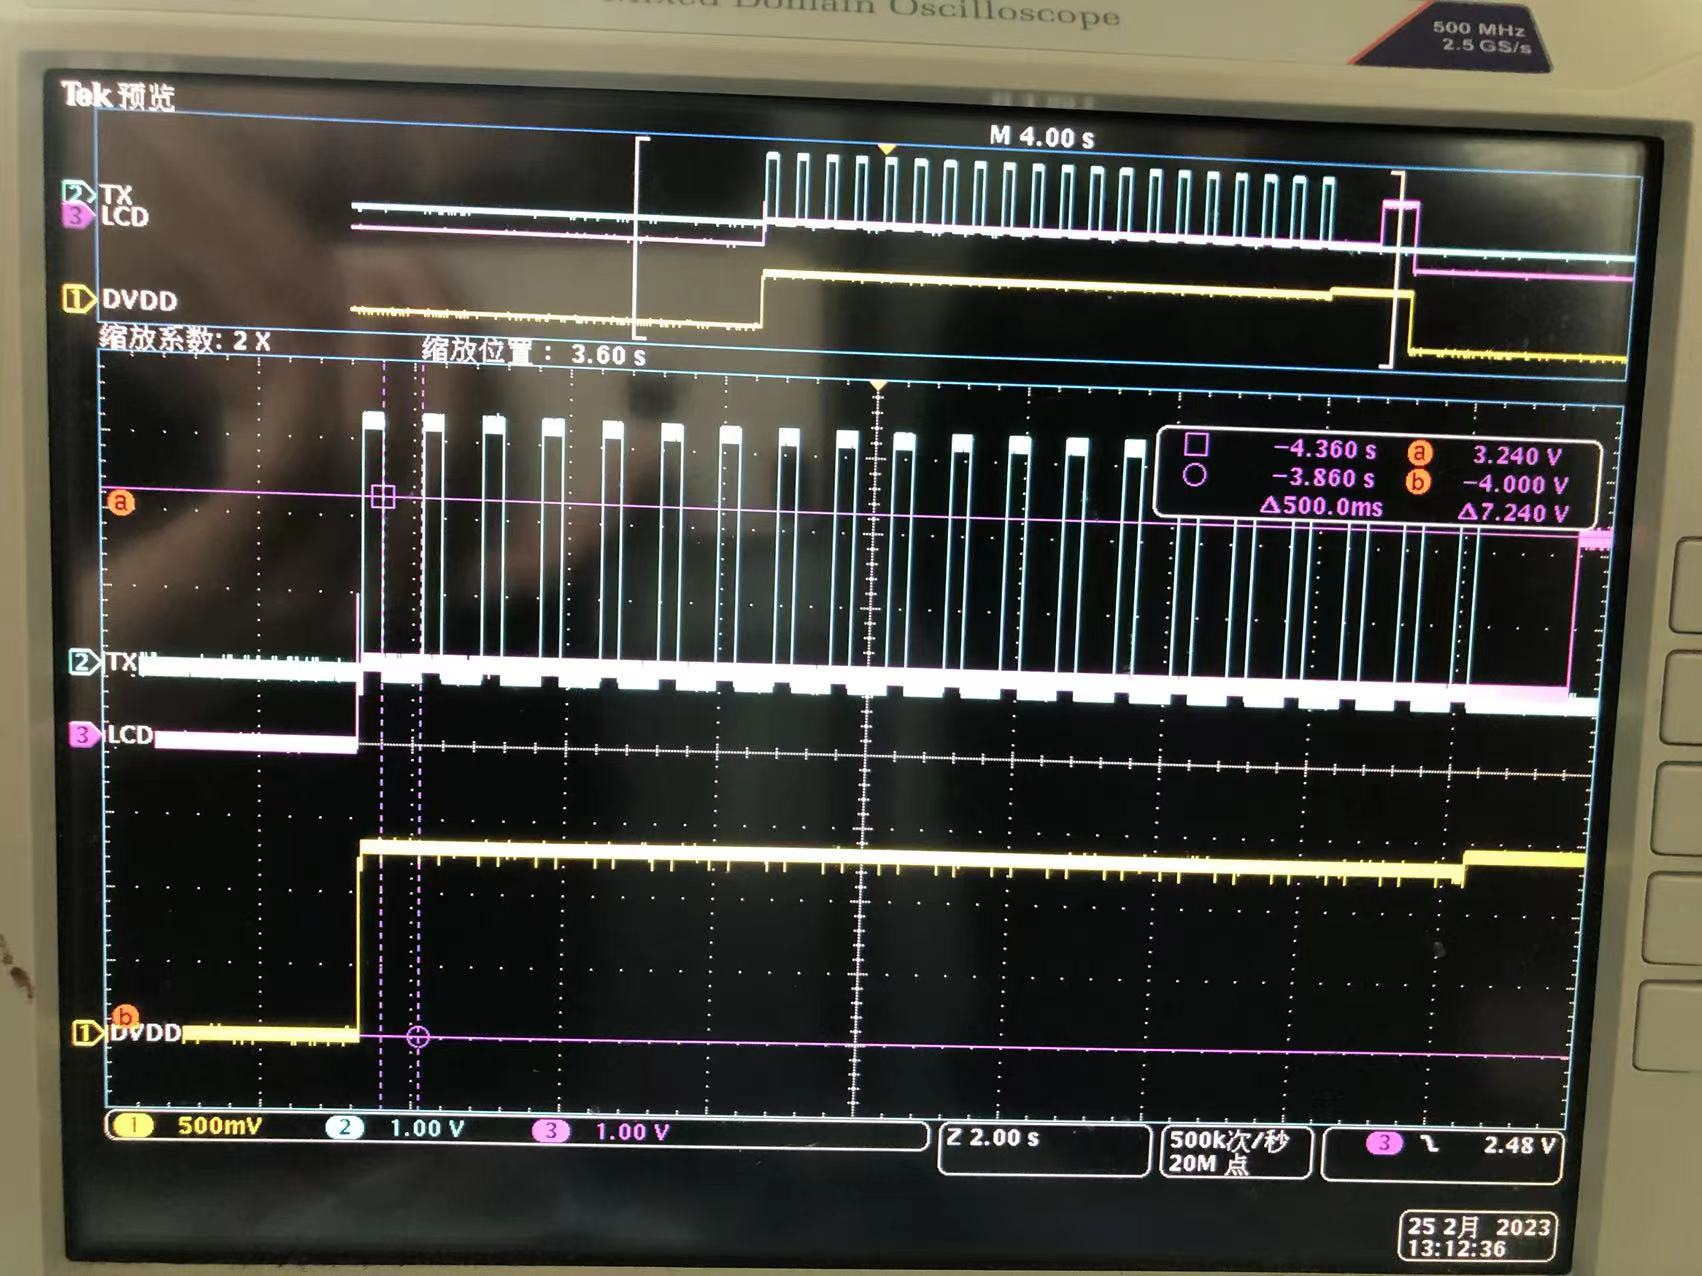 Mixed Domain Oscilloscope
500 MHz
2.5 GS/s
Tek 预览
M 4.00 s
2 TX
3 LCD
1 DVDD
缩放系数: 2 X
缩放位置： 3.60 s
□ -4.360 s a 3.240 V
○ -3.860 s b -4.000 V
Δ500.0ms Δ7.240 V
a
2 TX
3 LCD
b
1 DVDD
1 500mV 2 1.00 V 3 1.00 V
Z 2.00 s
500k次/秒
20M 点
3 2.48 V
25 2月 2023
13:12:36